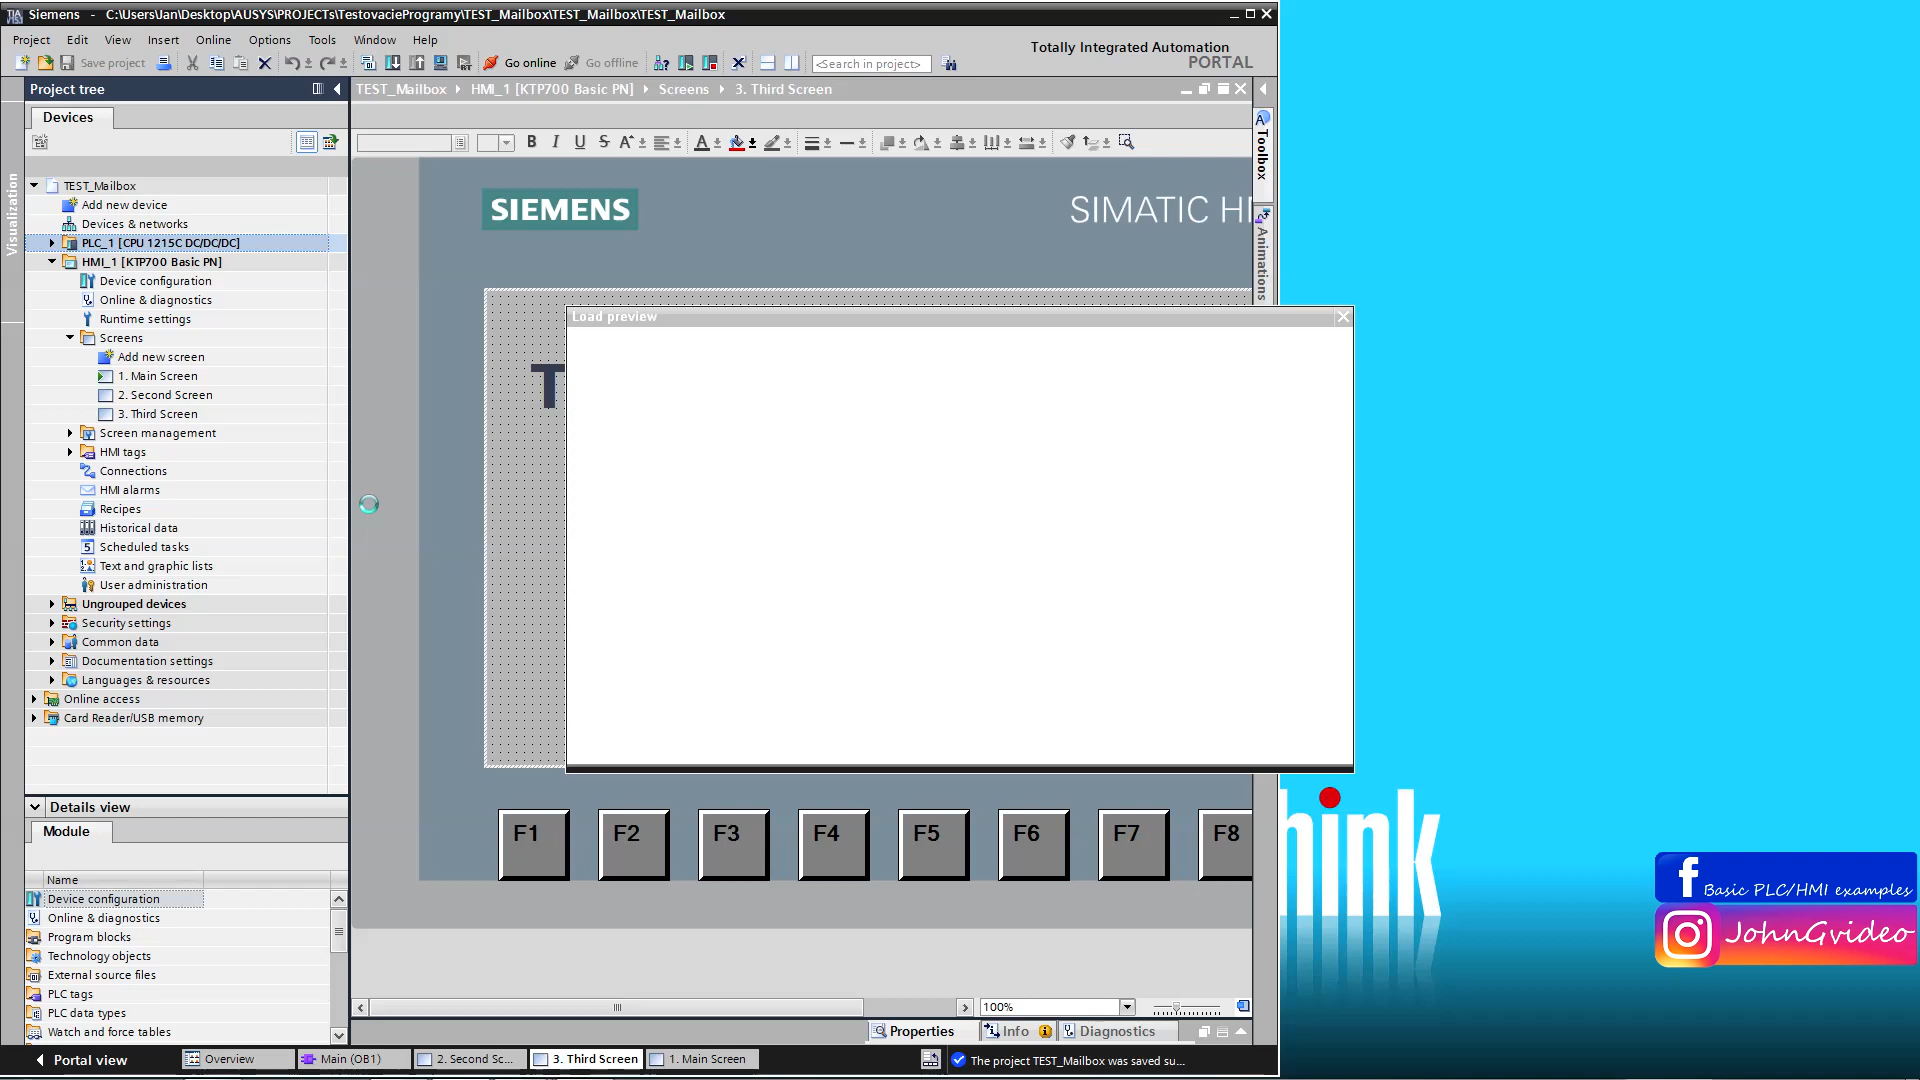 Siemens - C:\Users\Jan\Desktop\AUSYS\PROJECTs\TestovacieProgramy\TEST_Mailbox\TEST_Mailbox\TEST_Mailbox
Project Edit View Insert Online Options Tools Window Help
Totally Integrated Automation
PORTAL
Save project
Go online
Go offline
<Search in project>
Project tree
TEST_Mailbox HMI_1 [KTP700 Basic PN] Screens 3. Third Screen
Devices
B I U S A A
Visualization
Toolbox
Animations
TEST_Mailbox
Add new device
Devices & networks
PLC_1 [CPU 1215C DC/DC/DC]
HMI_1 [KTP700 Basic PN]
Device configuration
Online & diagnostics
Runtime settings
Screens
Add new screen
1. Main Screen
2. Second Screen
3. Third Screen
Screen management
HMI tags
Connections
HMI alarms
Recipes
Historical data
Scheduled tasks
Text and graphic lists
User administration
Ungrouped devices
Security settings
Common data
Documentation settings
Languages & resources
Online access
Card Reader/USB memory
SIEMENS
SIMATIC H
Load preview
T
F1 F2 F3 F4 F5 F6 F7 F8
Details view
Module
Name
Device configuration
Online & diagnostics
Program blocks
Technology objects
External source files
PLC tags
PLC data types
Watch and force tables
100%
Properties Info Diagnostics
Portal view Overview Main (OB1) 2. Second Sc... 3. Third Screen 1. Main Screen The project TEST_Mailbox was saved su...
hink
f Basic PLC/HMI examples
JohnGvideo